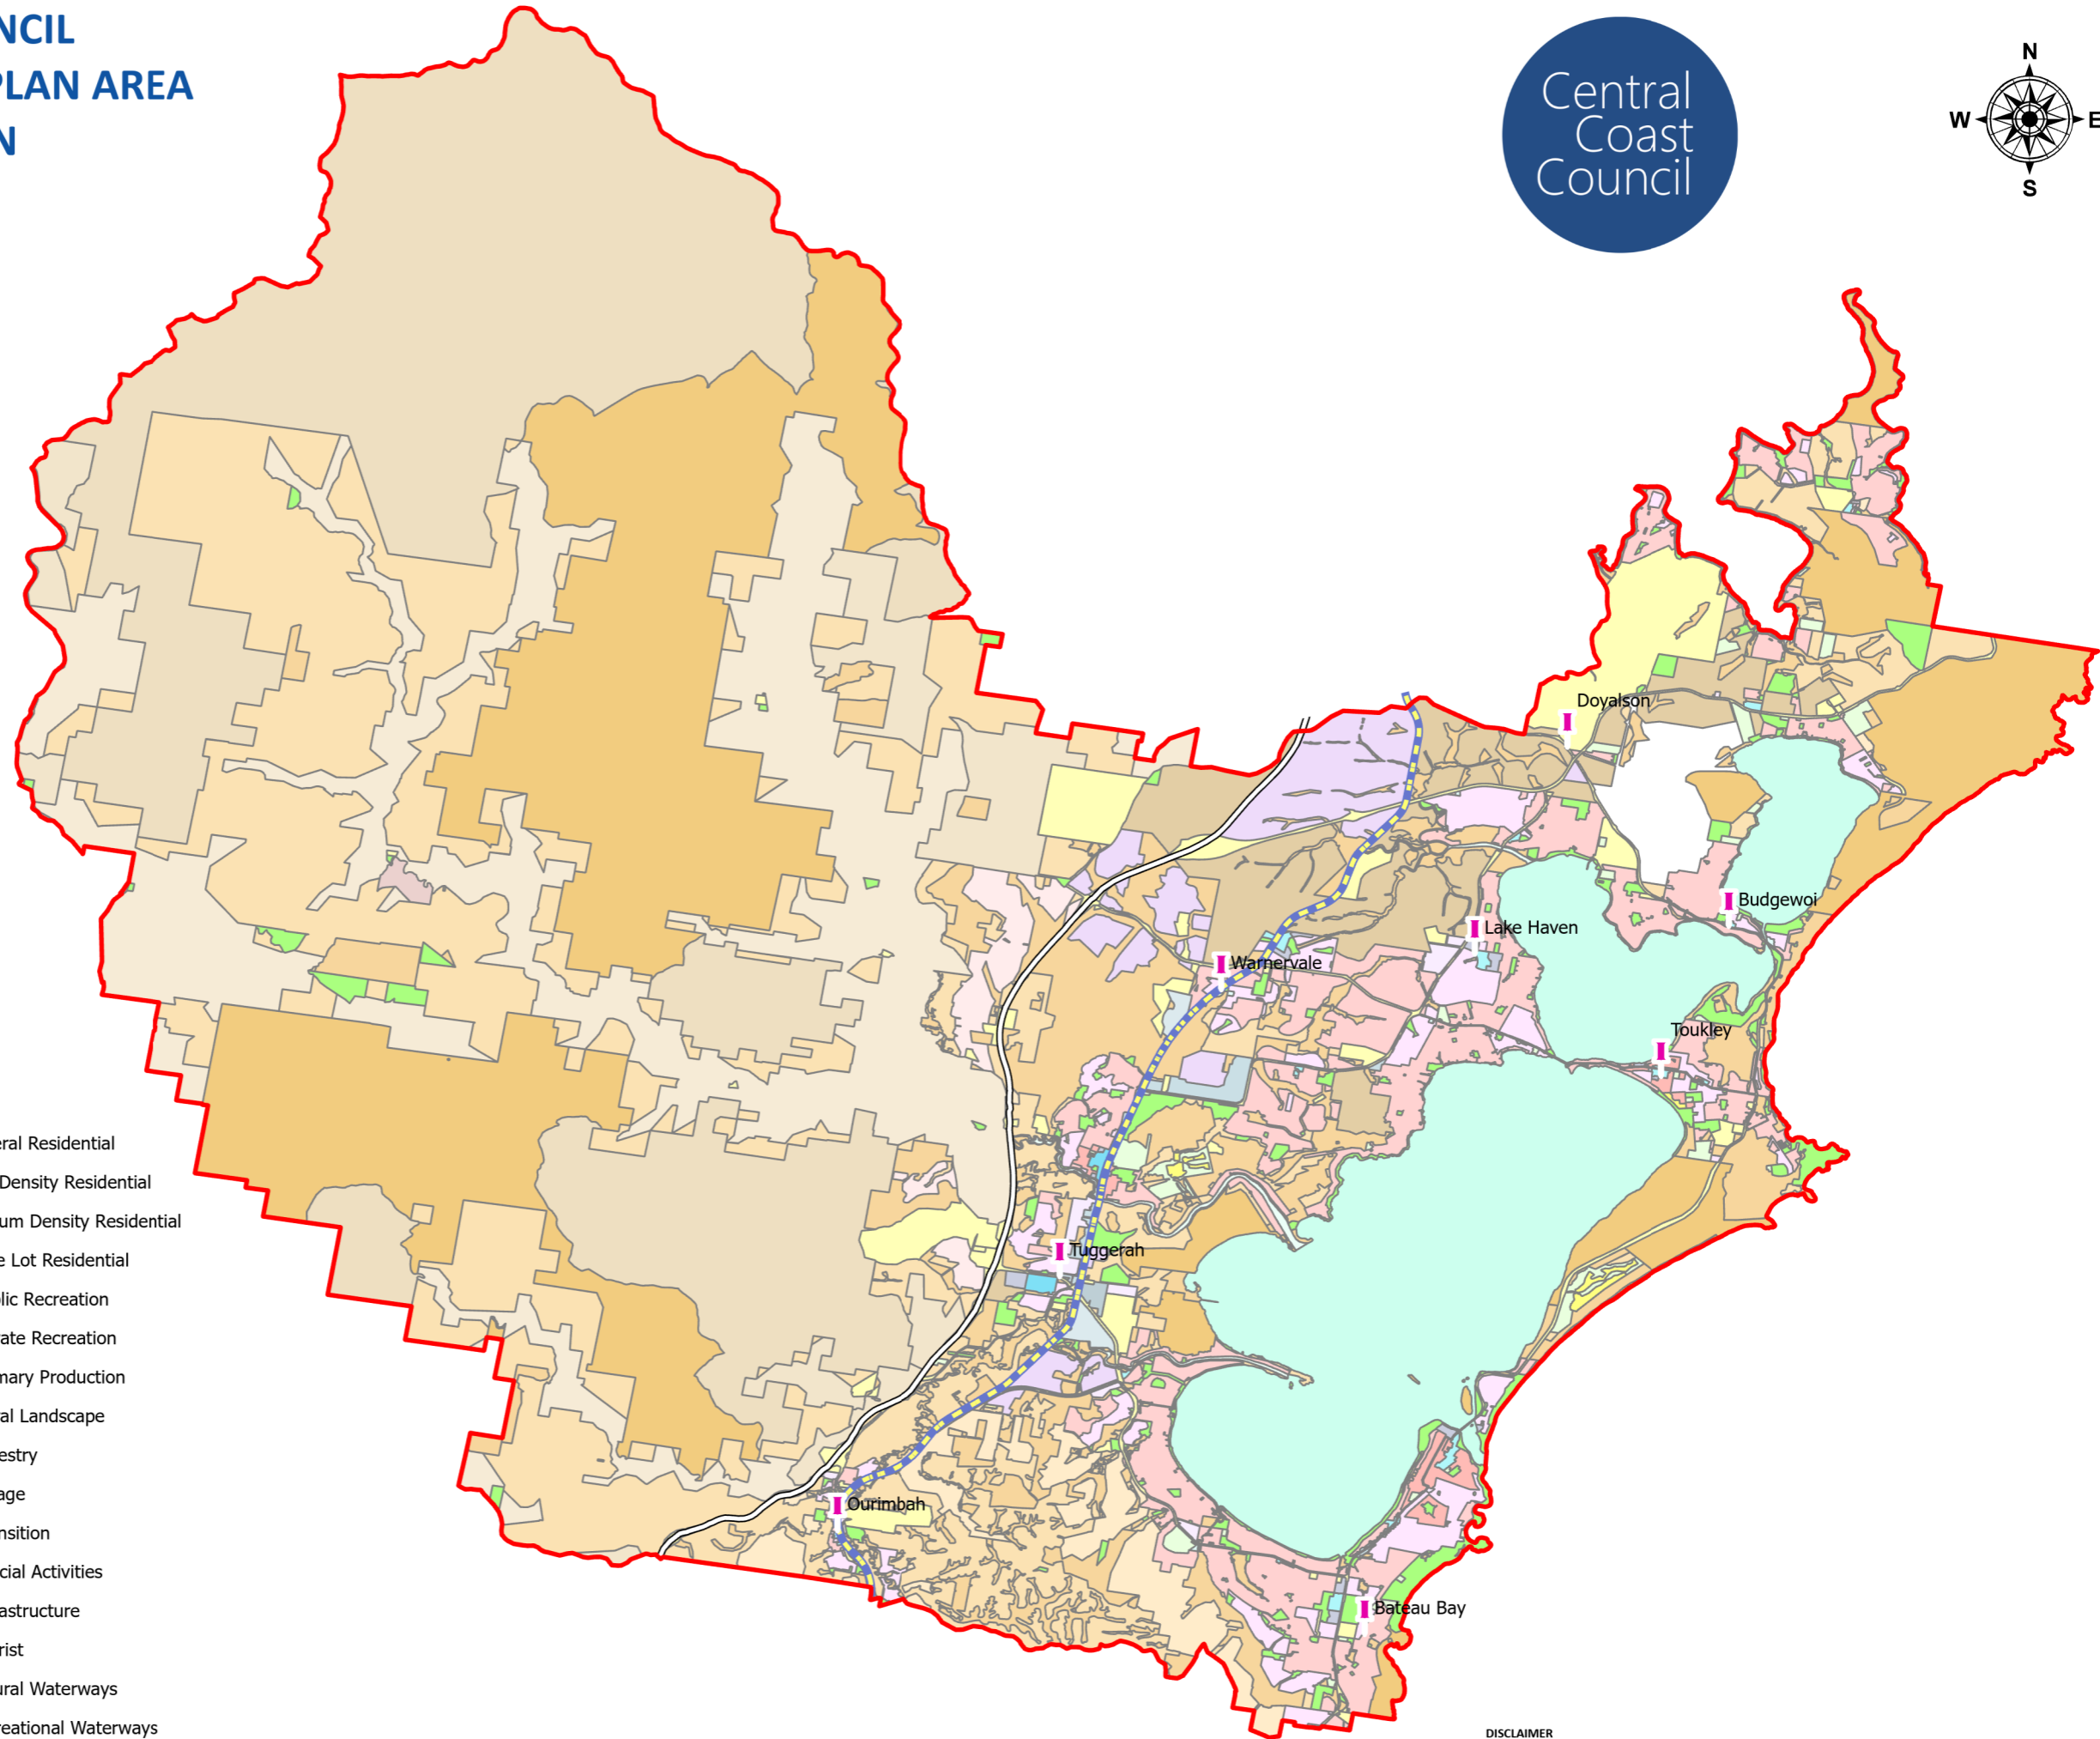 NCIL
PLAN AREA
N
Central
Coast
Council
N
W
E
S
Doyalson
Budgewoi
Lake Haven
Warnervale
Toukley
Tuggerah
Ourimbah
Bateau Bay
eral Residential
Density Residential
um Density Residential
e Lot Residential
lic Recreation
ate Recreation
mary Production
al Landscape
estry
age
nsition
cial Activities
astructure
rist
ural Waterways
reational Waterways
DISCLAIMER